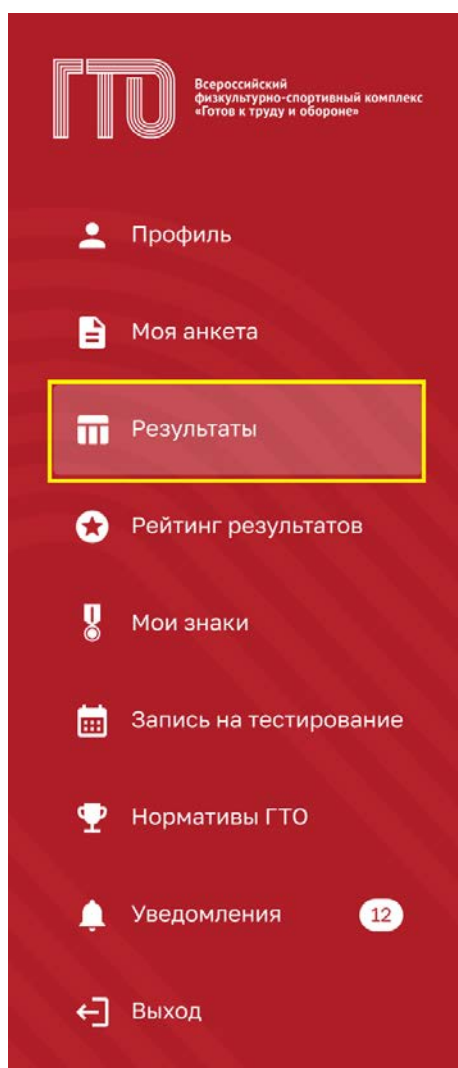 ГТО
Всероссийский
физкультурно-спортивный комплекс
«Готов к труду и обороне»
Профиль
Моя анкета
Результаты
Рейтинг результатов
Мои знаки
Запись на тестирование
Нормативы ГТО
Уведомления 12
Выход